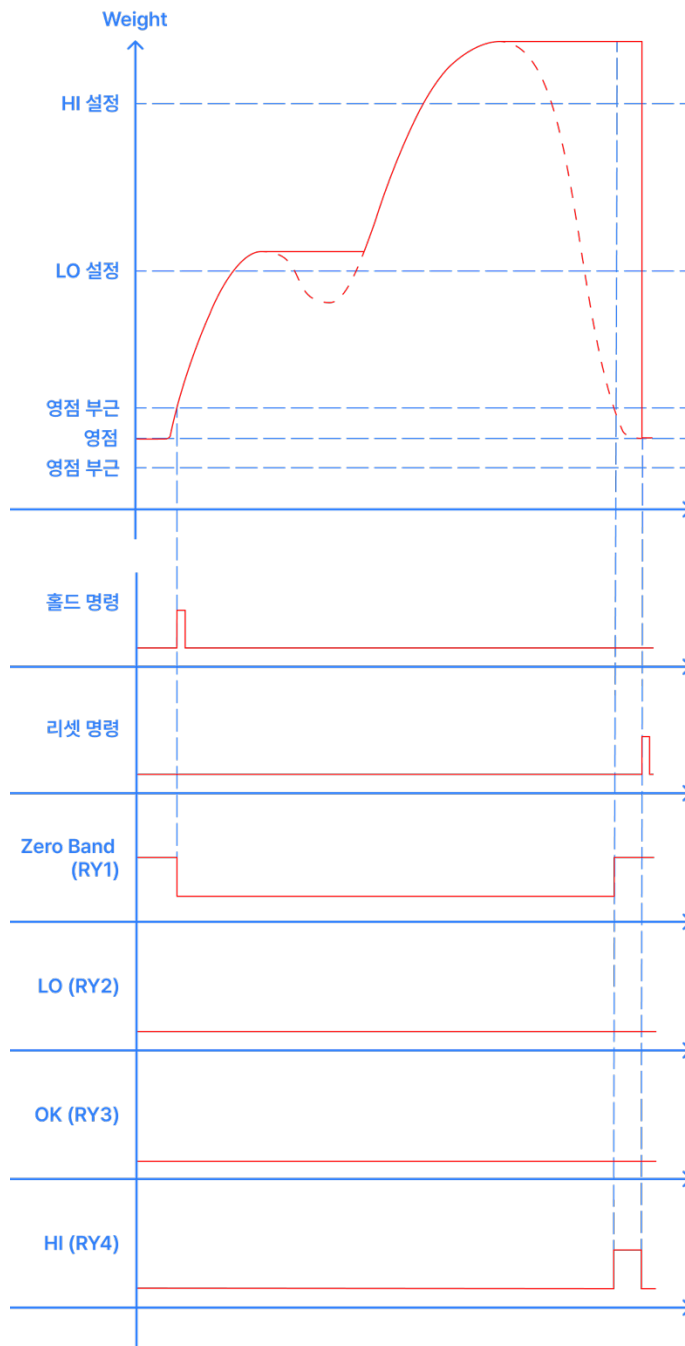 Weight
HI 설정
LO 설정
영점 부근
영점
영점 부근
홀드 명령
리셋 명령
Zero Band
(RY1)
LO (RY2)
OK (RY3)
HI (RY4)